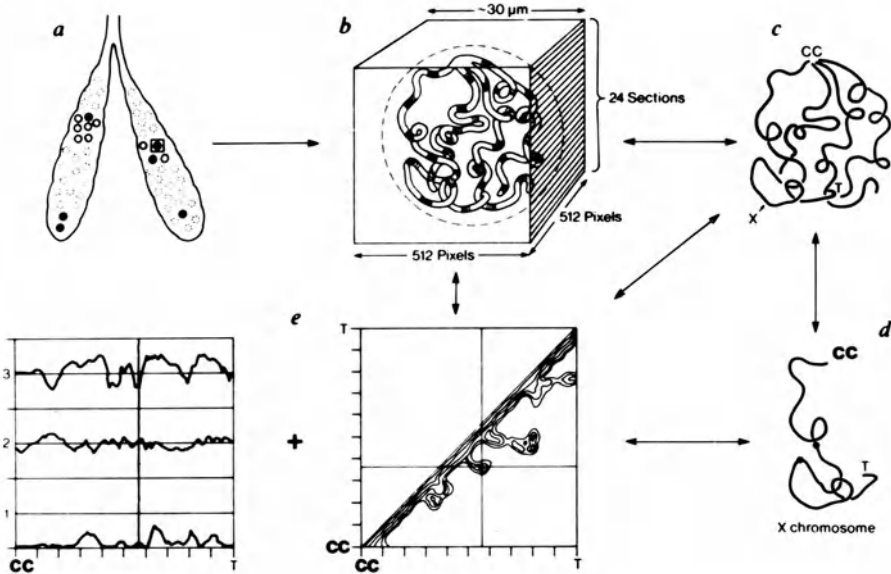 a
b
~30 µm
24 Sections
512 Pixels
512 Pixels
c
CC
T
X
d
CC
T
X chromosome
e
3
2
1
CC
T
+
T
CC
CC
T